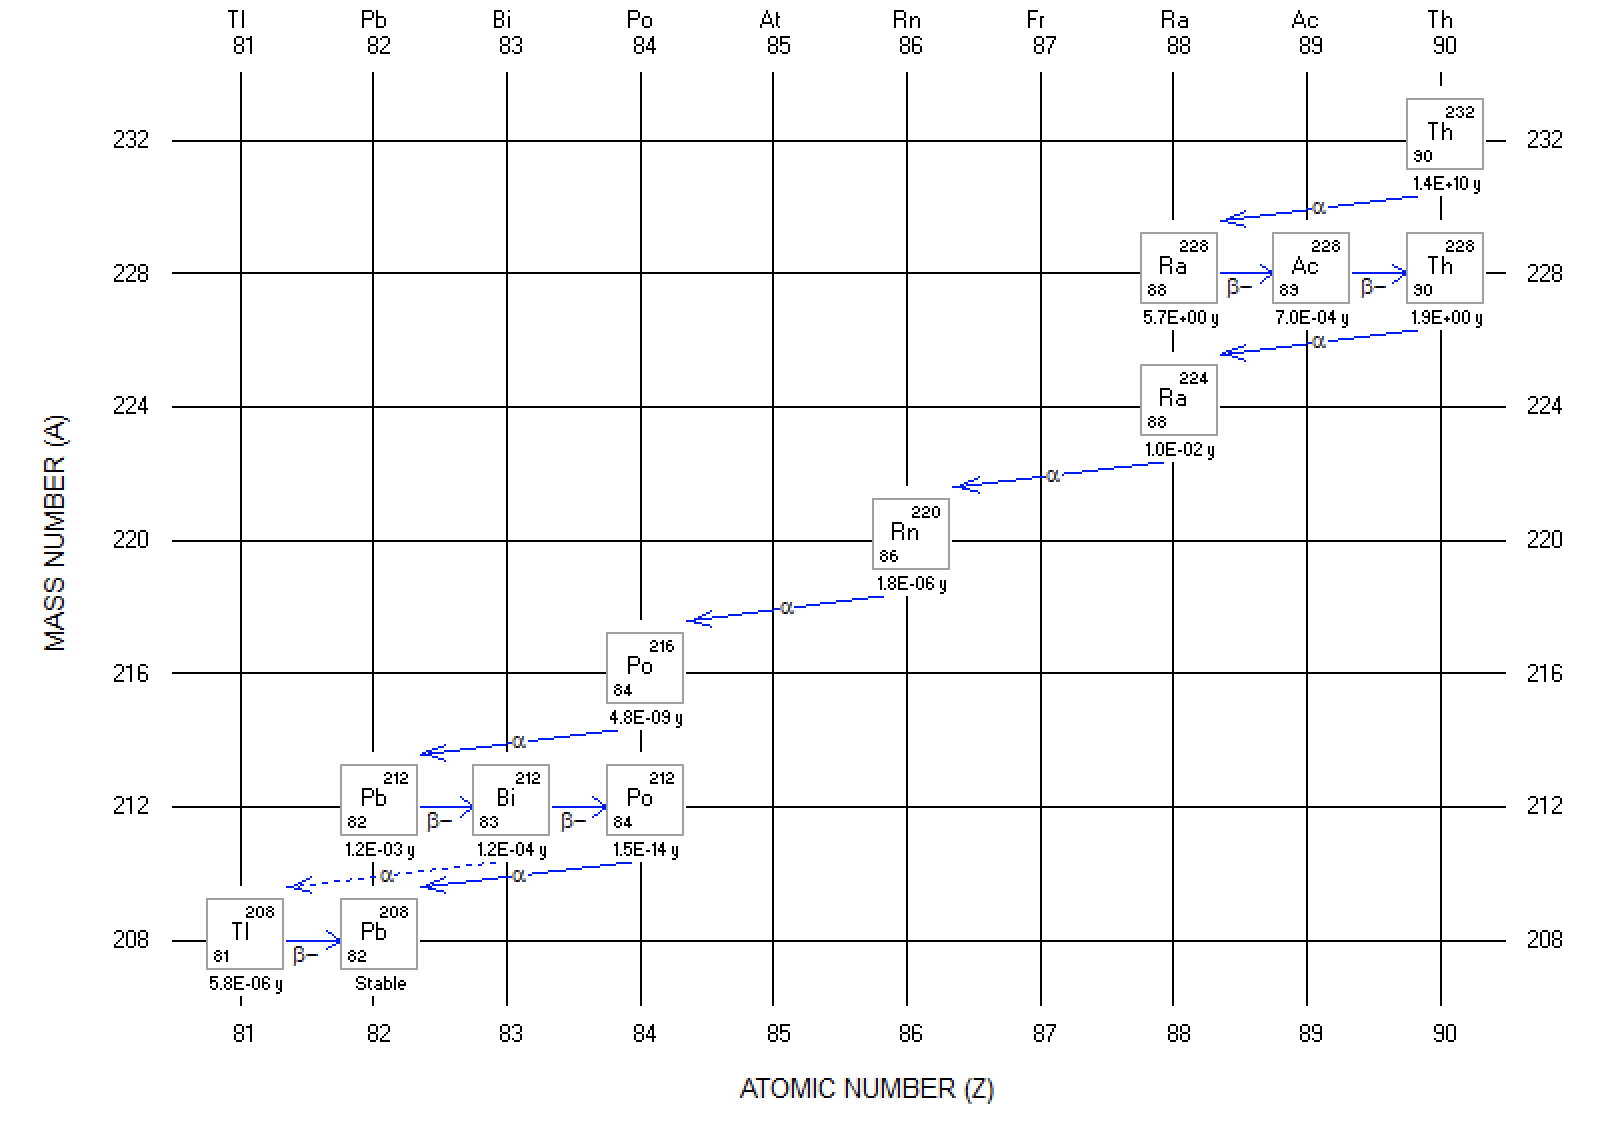 Tl Pb Bi Po At Rn Fr Ra Ac Th
81 82 83 84 85 86 87 88 89 90
232
Th
232 90 232
1.4E+10 y
α
228 228 228
Ra Ac Th
228 88 β− 89 β− 90 228
5.7E+00 y 7.0E-04 y 1.9E+00 y
α
224
Ra
224 88 224
1.0E-02 y
α
220
Rn
220 86 220
1.8E-06 y
α
216
Po
216 84 216
4.8E-09 y
α
212 212 212
Pb Bi Po
212 82 β− 83 β− 84 212
1.2E-03 y 1.2E-04 y 1.5E-14 y
α α
208 208
Tl Pb
208 81 β− 82 208
5.8E-06 y Stable
81 82 83 84 85 86 87 88 89 90
MASS NUMBER (A)
ATOMIC NUMBER (Z)